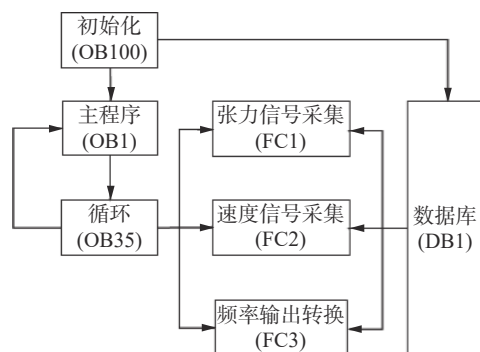 初始化
(OB100)
主程序
(OB1)
循环
(OB35)
张力信号采集
(FC1)
速度信号采集
(FC2)
频率输出转换
(FC3)
数据库
(DB1)